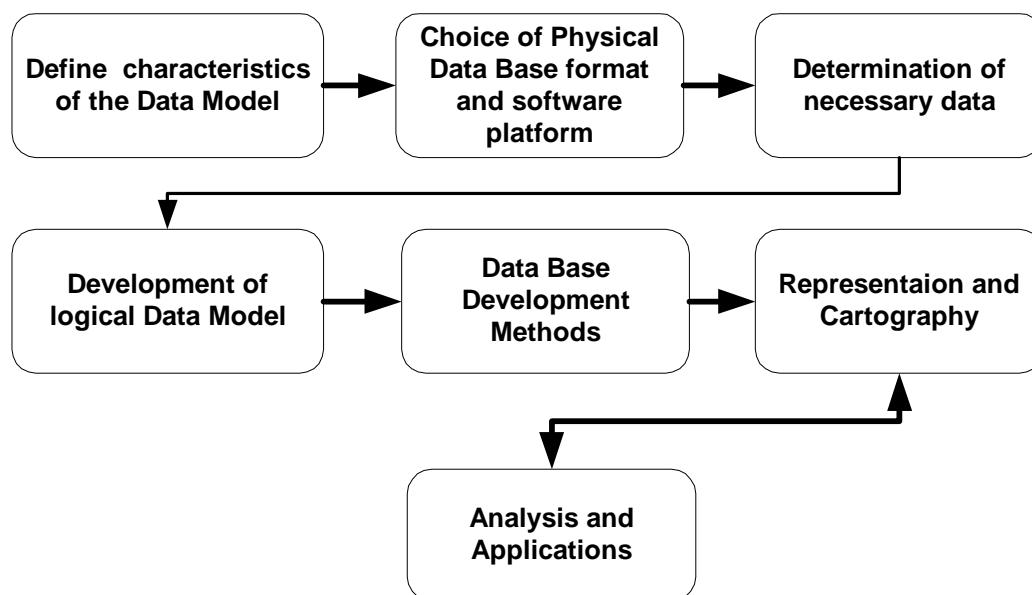 Define characteristics
of the Data Model
Choice of Physical
Data Base format
and software
platform
Determination of
necessary data
Development of
logical Data Model
Data Base
Development
Methods
Representaion and
Cartography
Analysis and
Applications